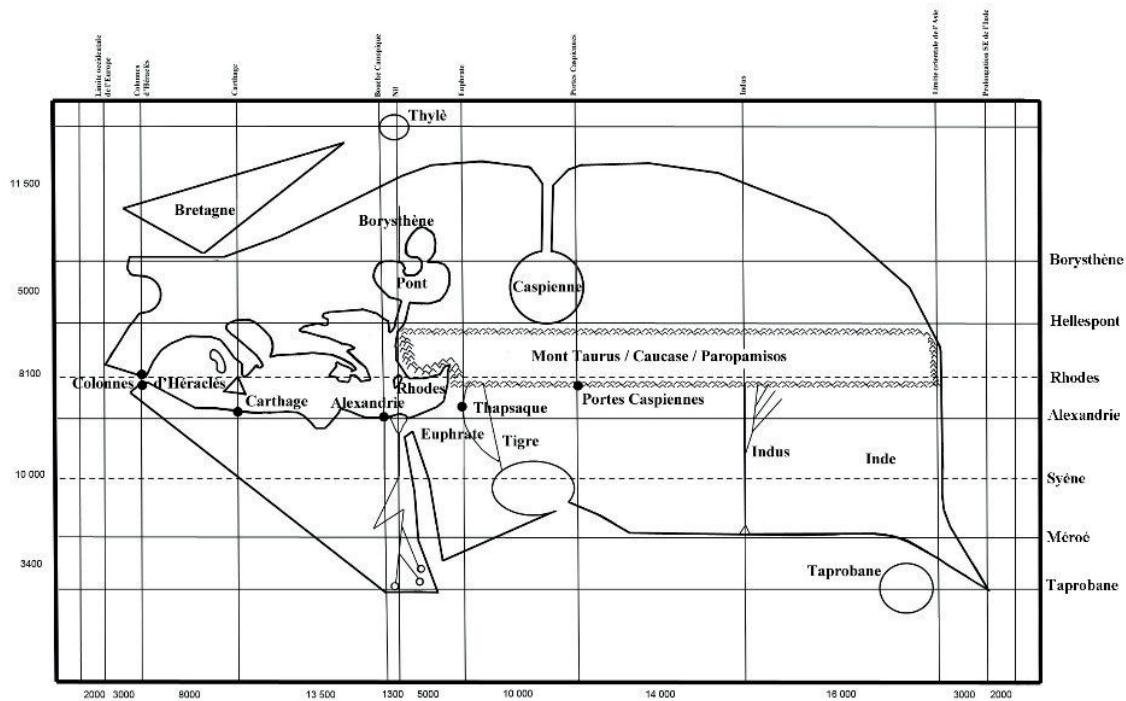 Limite occidentale
de l'Europe
Colonnes
d'Héraclès
Carthage
Bouche Canopique
Nil
Euphrate
Portes Caspiennes
Indus
Limite orientale de l'Asie
Prolongation SE de l'Inde
Thylè
11 500
Bretagne
Borysthène
Borysthène
Pont
Caspienne
5000
Hellespont
Mont Taurus / Caucase / Paropamisos
8100
Rhodes
Colonnes d'Héraclès
Rhodes
Carthage
Alexandrie
Thapsaque
Portes Caspiennes
Alexandrie
Euphrate
Tigre
Indus
Inde
10 000
Syène
Méroé
3400
Taprobane
Taprobane
2000 3000 8000 13 500 1300 5000 10 000 14 000 16 000 3000 2000